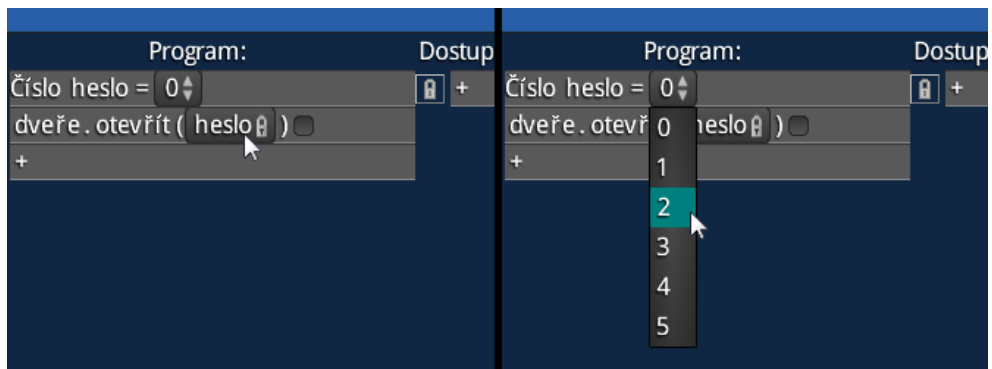 Program: Dostup
Číslo heslo = 0 +
dveře.otevřít( heslo )
+
Program: Dostup
Číslo heslo = 0 +
dveře.otevř heslo )
+
0
1
2
3
4
5